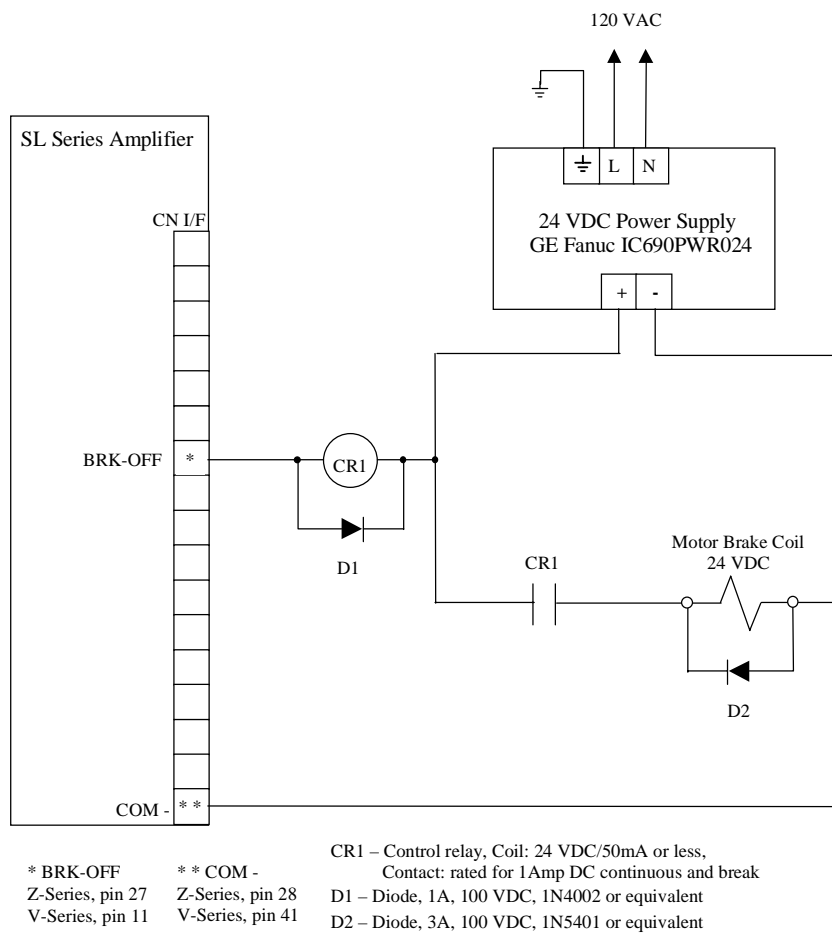 120 VAC
SL Series Amplifier
L N
CN I/F
24 VDC Power Supply
GE Fanuc IC690PWR024
+ -
BRK-OFF *
CR1
D1
CR1
Motor Brake Coil
24 VDC
D2
COM - * *
* BRK-OFF
Z-Series, pin 27
V-Series, pin 11
* * COM -
Z-Series, pin 28
V-Series, pin 41
CR1 – Control relay, Coil: 24 VDC/50mA or less,
Contact: rated for 1Amp DC continuous and break
D1 – Diode, 1A, 100 VDC, 1N4002 or equivalent
D2 – Diode, 3A, 100 VDC, 1N5401 or equivalent